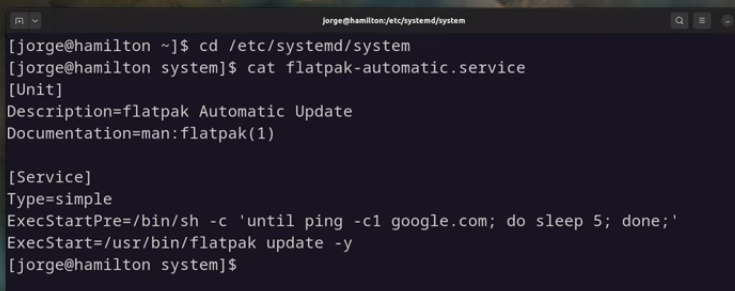 jorge@hamilton:/etc/systemd/system
[jorge@hamilton ~]$ cd /etc/systemd/system
[jorge@hamilton system]$ cat flatpak-automatic.service
[Unit]
Description=flatpak Automatic Update
Documentation=man:flatpak(1)

[Service]
Type=simple
ExecStartPre=/bin/sh -c 'until ping -c1 google.com; do sleep 5; done;'
ExecStart=/usr/bin/flatpak update -y
[jorge@hamilton system]$